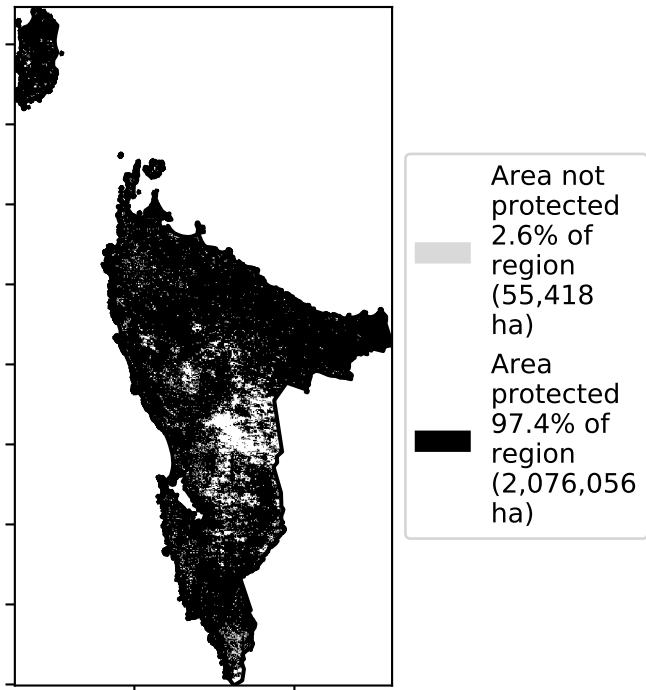 Area not
protected
2.6% of
region
(55,418
ha)
Area
protected
97.4% of
region
(2,076,056
ha)